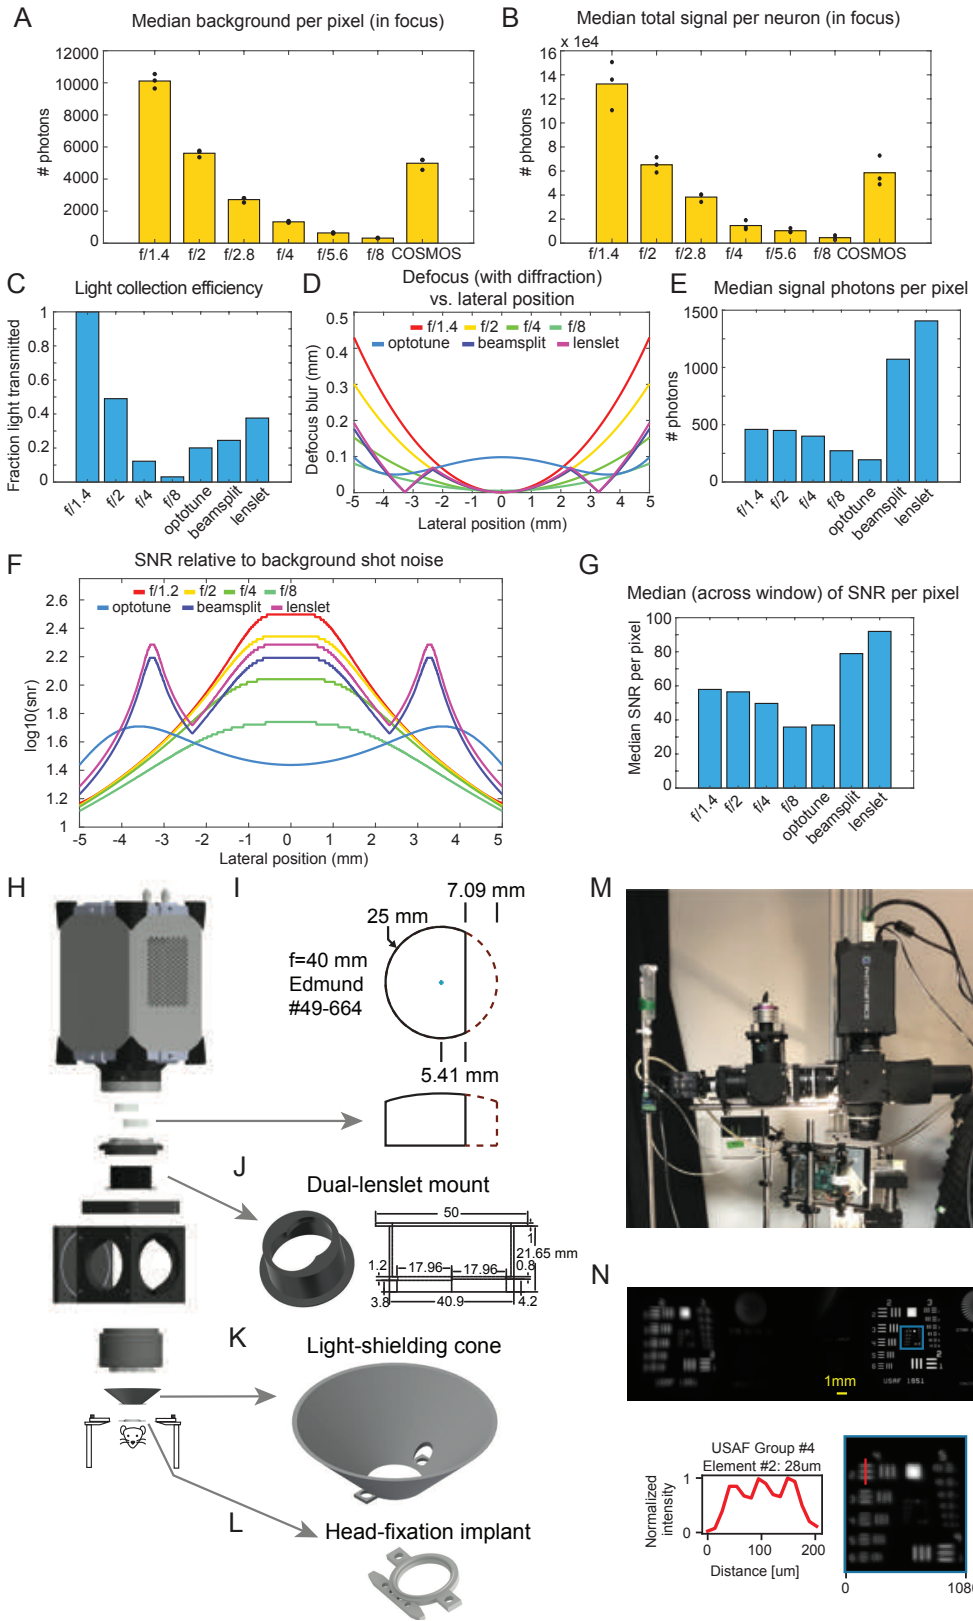 A
Median background per pixel (in focus)
12000
10000
8000
6000
4000
2000
0
# photons
f/1.4 f/2 f/2.8 f/4 f/5.6 f/8 COSMOS
B
Median total signal per neuron (in focus)
x 1e4
16
14
12
10
8
6
4
2
0
# photons
f/1.4 f/2 f/2.8 f/4 f/5.6 f/8 COSMOS
C
Light collection efficiency
1
0.8
0.6
0.4
0.2
0
Fraction light transmitted
f/1.4 f/2 f/4 f/8 optotune beamsplit lenslet
D
Defocus (with diffraction)
vs. lateral position
f/1.4 f/2 f/4 f/8
optotune beamsplit lenslet
0.5
0.4
0.3
0.2
0.1
0
Defocus blur (mm)
-5 -4 -3 -2 -1 0 1 2 3 4 5
Lateral position (mm)
E
Median signal photons per pixel
1500
1000
500
0
# photons
f/1.4 f/2 f/4 f/8 optotune beamsplit lenslet
F
SNR relative to background shot noise
f/1.2 f/2 f/4 f/8
optotune beamsplit lenslet
2.6
2.4
2.2
2.0
1.8
1.6
1.4
1.2
1
log10(snr)
-5 -4 -3 -2 -1 0 1 2 3 4 5
Lateral position (mm)
G
Median (across window) of SNR per pixel
100
80
60
40
20
0
Median SNR per pixel
f/1.4 f/2 f/4 f/8 optotune beamsplit lenslet
H
I
7.09 mm
25 mm
f=40 mm
Edmund
#49-664
5.41 mm
J
Dual-lenslet mount
50
1
21.65 mm
1.2 17.96 17.96 0.8
3.8 40.9 4.2
K
Light-shielding cone
L
Head-fixation implant
M
PHOTOMETRICS
N
USAF 1951
1mm
USAF Group #4
Element #2: 28um
1
0
Normalized
intensity
0 100 200
Distance [um]
0 1080